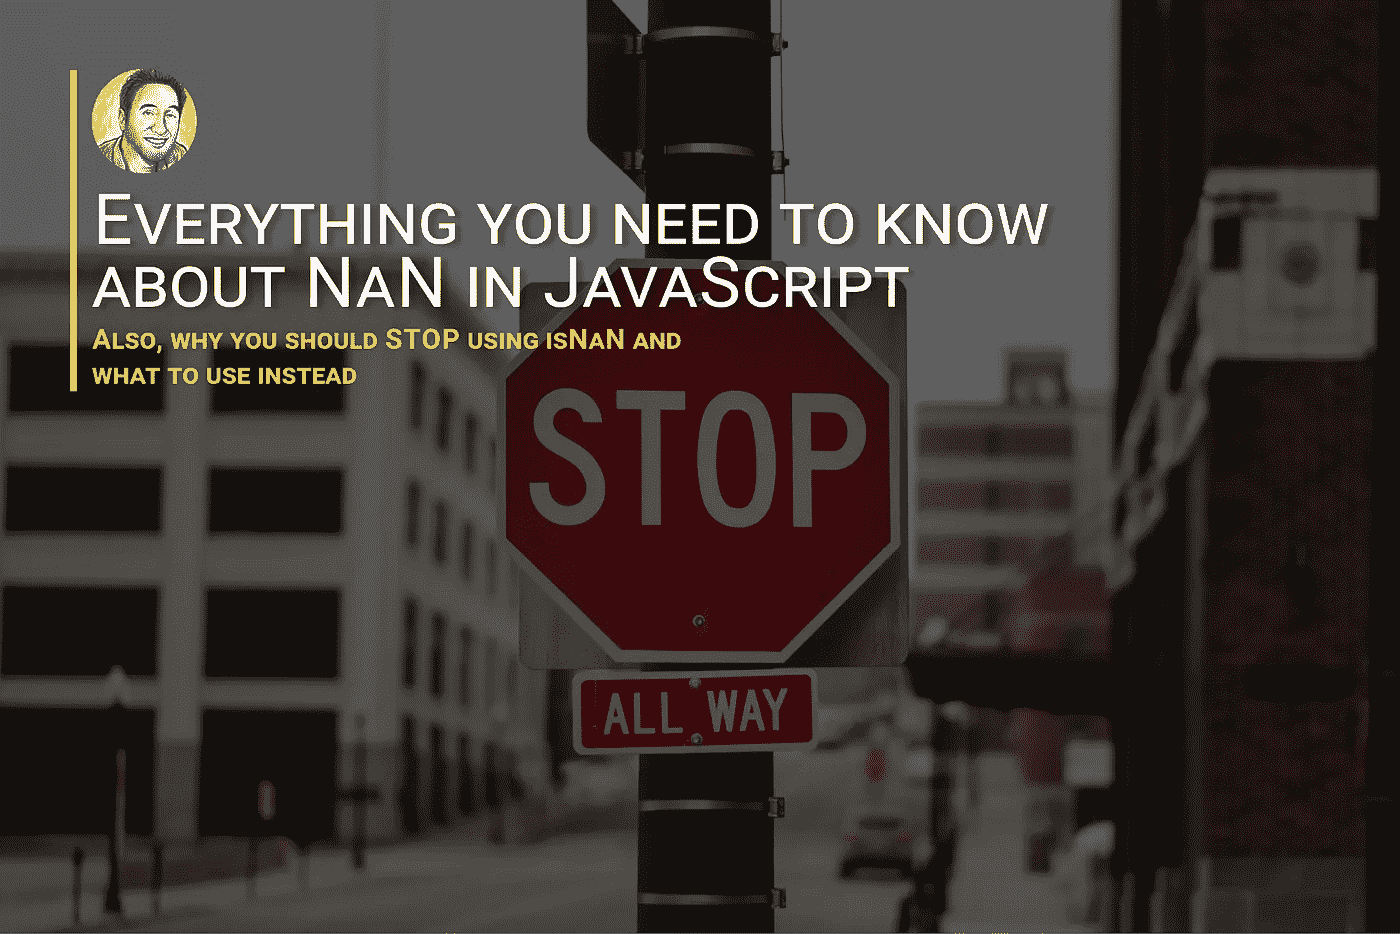 Everything you need to know
about NaN in JavaScript
Also, why you should STOP using isNaN and
what to use instead
STOP
ALL WAY